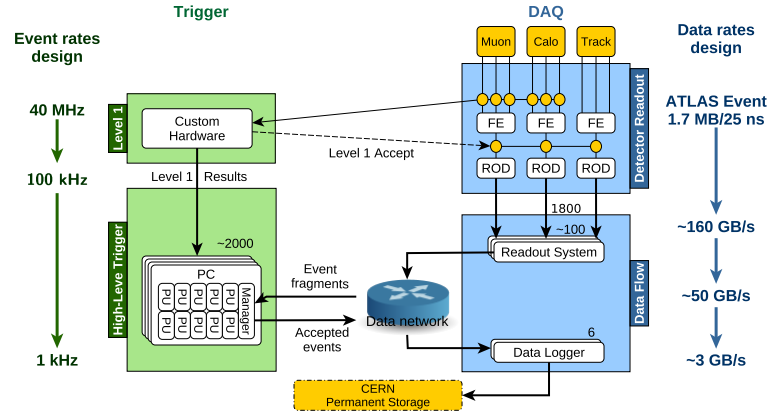 Trigger
DAQ
Event rates
design
Data rates
design
Muon
Calo
Track
40 MHz
Level 1
Custom
Hardware
FE
FE
FE
Detector Readout
ATLAS Event
1.7 MB/25 ns
Level 1 Accept
ROD
ROD
ROD
100 kHz
Level 1 Results
1800
~160 GB/s
~2000
~100
Readout System
High-Leve Trigger
PC
PU
PU
PU
PU
PU
PU
PU
PU
PU
PU
Manager
Event
fragments
Data network
Data Flow
~50 GB/s
Accepted
events
6
Data Logger
1 kHz
~3 GB/s
CERN
Permanent Storage